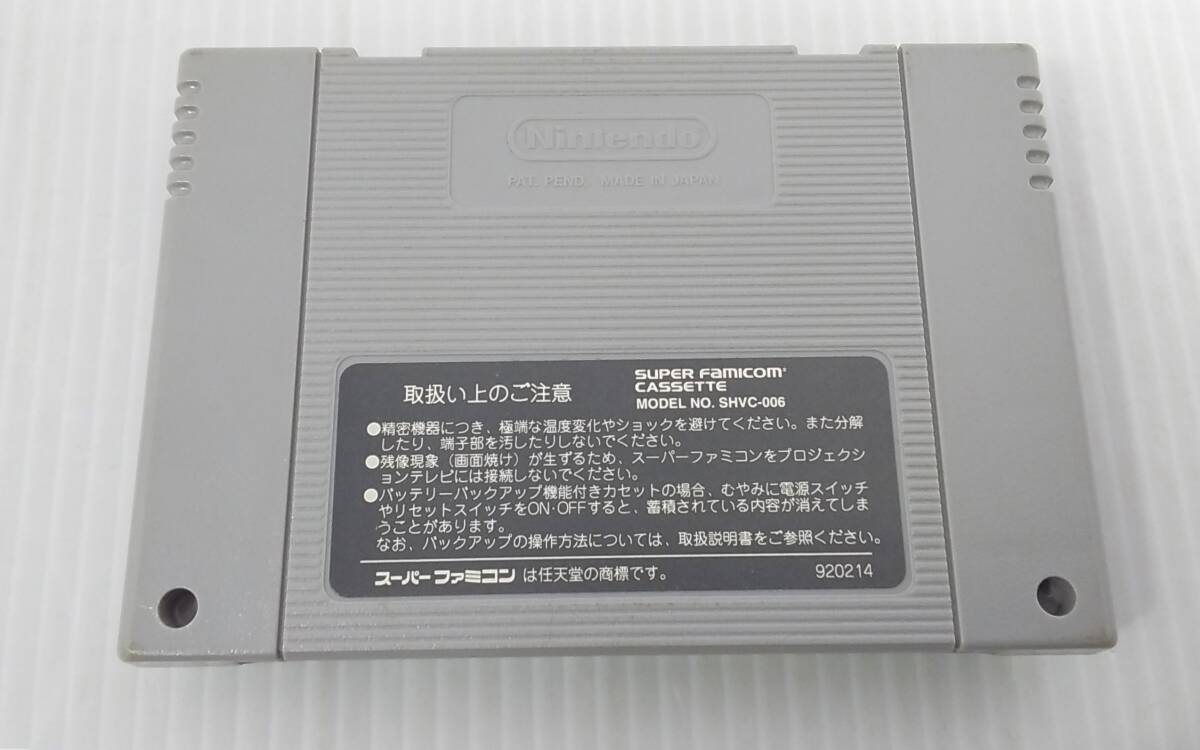 Nintendo
PAT. PEND. MADE IN JAPAN
取扱い上のご注意
SUPER FAMICOM
CASSETTE
MODEL NO. SHVC-006
●精密機器につき、極端な温度変化やショックを避けてください。また分解
したり、端子部を汚したりしないでください。
●残像現象（画面焼け）が生ずるため、スーパーファミコンをプロジェクシ
ョンテレビには接続しないでください。
●バッテリーバックアップ機能付きカセットの場合、むやみに電源スイッチ
やリセットスイッチをON·OFFすると、蓄積されている内容が消えてしま
うことがあります。
なお、バックアップの操作方法については、取扱説明書をご参照ください。
スーパーファミコン は任天堂の商標です。
920214